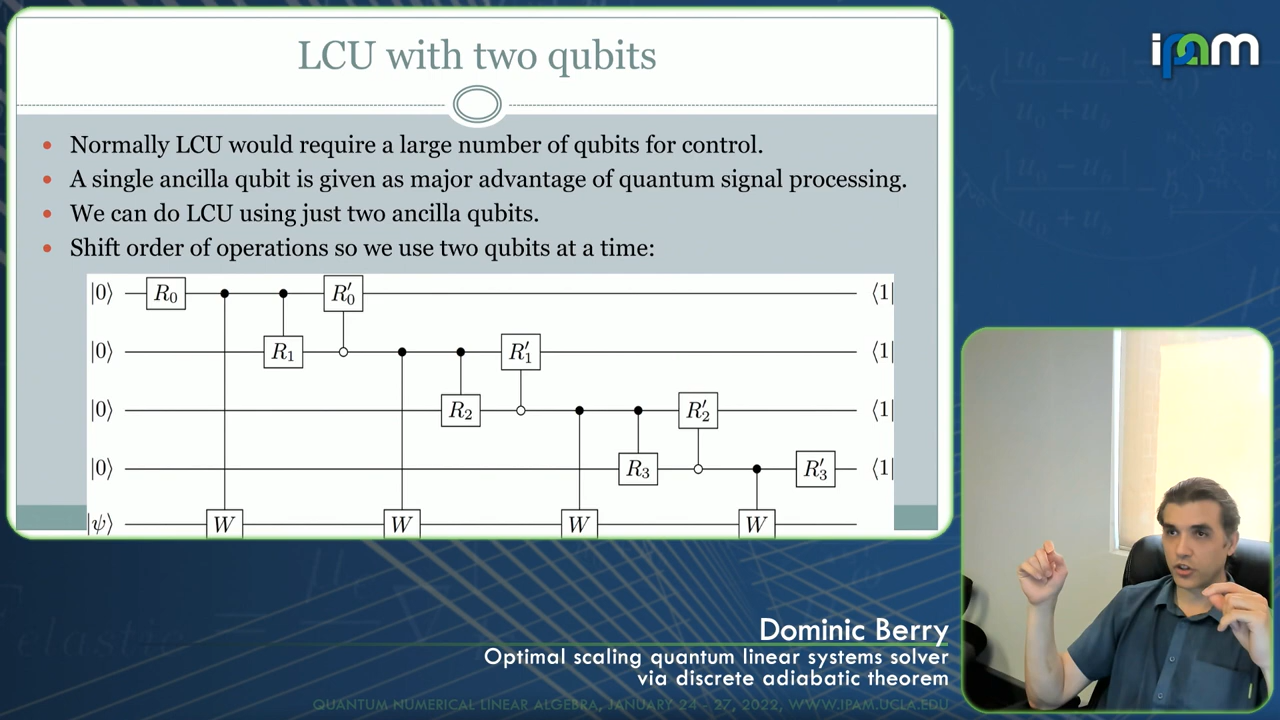 LCU with two qubits
ipam
• Normally LCU would require a large number of qubits for control.
• A single ancilla qubit is given as major advantage of quantum signal processing.
• We can do LCU using just two ancilla qubits.
• Shift order of operations so we use two qubits at a time:
|0⟩ R₀ R′₀ ⟨1|
|0⟩ R₁ R′₁ ⟨1|
|0⟩ R₂ R′₂ ⟨1|
|0⟩ R₃ R′₃ ⟨1|
|ψ⟩ W W W W
Dominic Berry
Optimal scaling quantum linear systems solver
via discrete adiabatic theorem
QUANTUM NUMERICAL LINEAR ALGEBRA, JANUARY 24 - 27, 2022, WWW.IPAM.UCLA.EDU
elastic